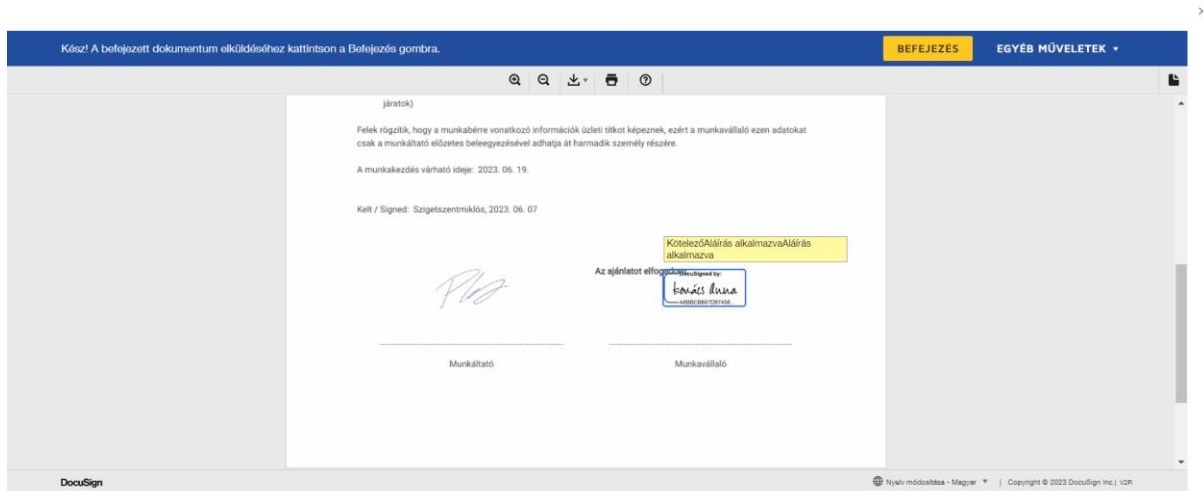 Kész! A befejezett dokumentum elküldéséhez kattintson a Befejezés gombra.
BEFEJEZÉS
EGYÉB MŰVELETEK
járatok)
Felek rögzítik, hogy a munkabérre vonatkozó információk üzleti titkot képeznek, ezért a munkavállaló ezen adatokat
csak a munkáltató előzetes beleegyezésével adhatja át harmadik személy részére.
A munkakezdés várható ideje: 2023. 06. 19.
Kelt / Signed: Szigetszentmiklós, 2023. 06. 07
KötelezőAláírás alkalmazvaAláírás
alkalmazva
Az ajánlatot elfogadom:
DocuSigned by:
kovács Anna
Munkáltató
Munkavállaló
DocuSign
Nyelv módosítása - Magyar | Copyright © 2023 DocuSign Inc.| V2R